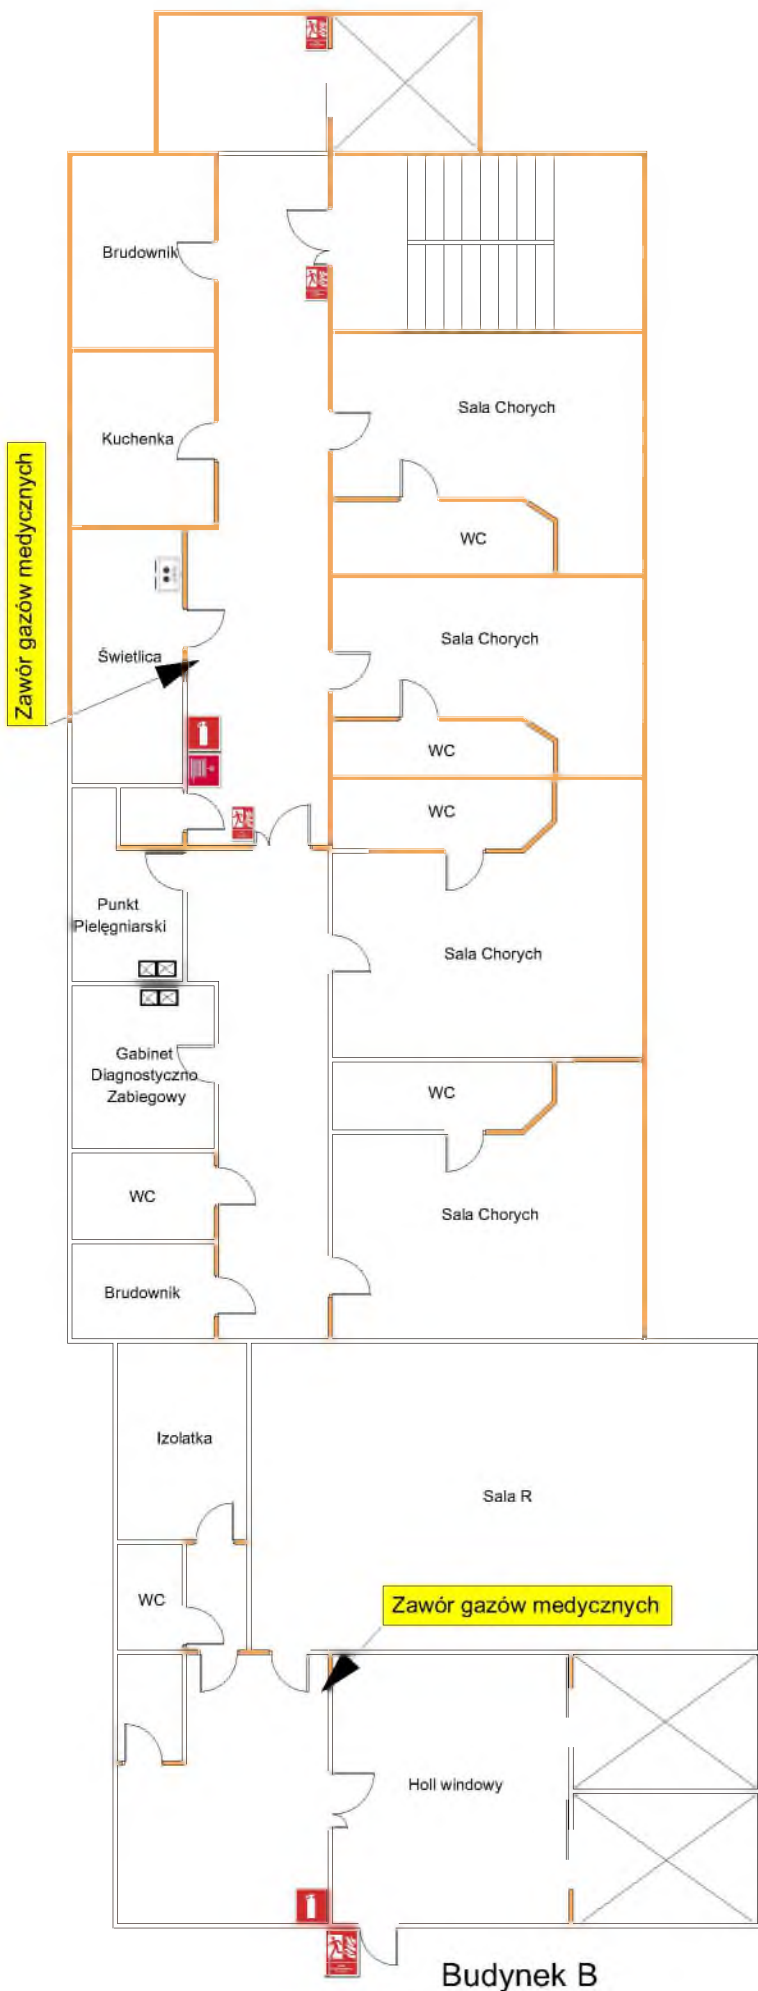 Brudownik
Kuchenka
Sala Chorych
Zawór gazów medycznych
WC
Świetlica
Sala Chorych
WC
WC
Punkt
Pielęgniarski
Sala Chorych
Gabinet
Diagnostyczno
Zabiegowy
WC
WC
Sala Chorych
Brudownik
Izolatka
Sala R
WC
Zawór gazów medycznych
Holl windowy
Budynek B